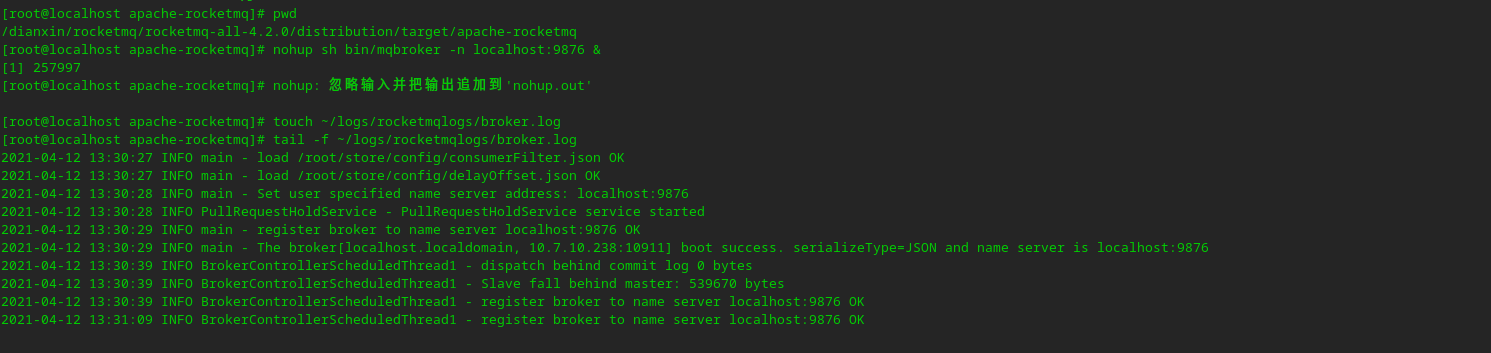 [root@localhost apache-rocketmq]# pwd
/dianxin/rocketmq/rocketmq-all-4.2.0/distribution/target/apache-rocketmq
[root@localhost apache-rocketmq]# nohup sh bin/mqbroker -n localhost:9876 &
[1] 257997
[root@localhost apache-rocketmq]# nohup: 忽略输入并把输出追加到'nohup.out'
[root@localhost apache-rocketmq]# touch ~/logs/rocketmqlogs/broker.log
[root@localhost apache-rocketmq]# tail -f ~/logs/rocketmqlogs/broker.log
2021-04-12 13:30:27 INFO main - load /root/store/config/consumerFilter.json OK
2021-04-12 13:30:27 INFO main - load /root/store/config/delayOffset.json OK
2021-04-12 13:30:28 INFO main - Set user specified name server address: localhost:9876
2021-04-12 13:30:28 INFO PullRequestHoldService - PullRequestHoldService service started
2021-04-12 13:30:29 INFO main - register broker to name server localhost:9876 OK
2021-04-12 13:30:29 INFO main - The broker[localhost.localdomain, 10.7.10.238:10911] boot success. serializeType=JSON and name server is localhost:9876
2021-04-12 13:30:39 INFO BrokerControllerScheduledThread1 - dispatch behind commit log 0 bytes
2021-04-12 13:30:39 INFO BrokerControllerScheduledThread1 - Slave fall behind master: 539670 bytes
2021-04-12 13:30:39 INFO BrokerControllerScheduledThread1 - register broker to name server localhost:9876 OK
2021-04-12 13:31:09 INFO BrokerControllerScheduledThread1 - register broker to name server localhost:9876 OK